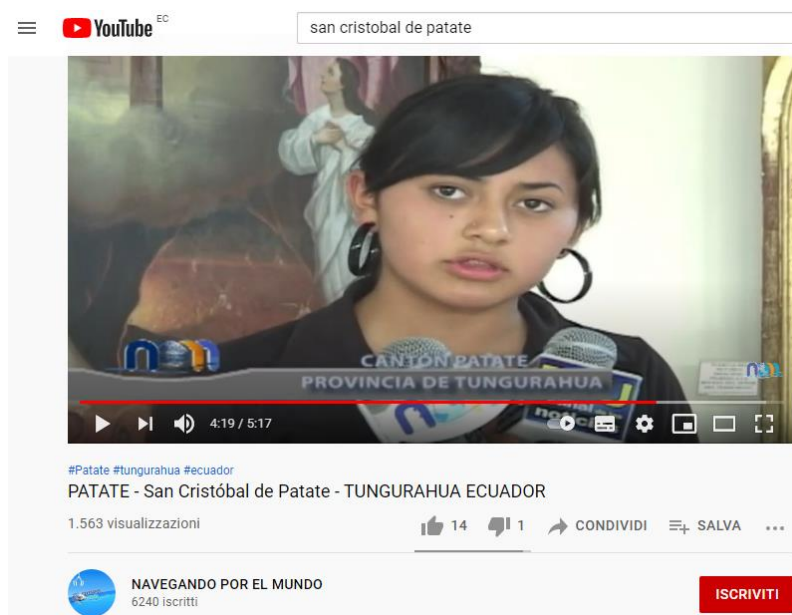 YouTube EC
san cristobal de patate
CANTÓN PATATE
PROVINCIA DE TUNGURAHUA
4:19 / 5:17
#Patate #tungurahua #ecuador
PATATE - San Cristóbal de Patate - TUNGURAHUA ECUADOR
1.563 visualizzazioni
14
1
CONDIVIDI
SALVA
NAVEGANDO POR EL MUNDO
6240 iscritti
ISCRIVITI